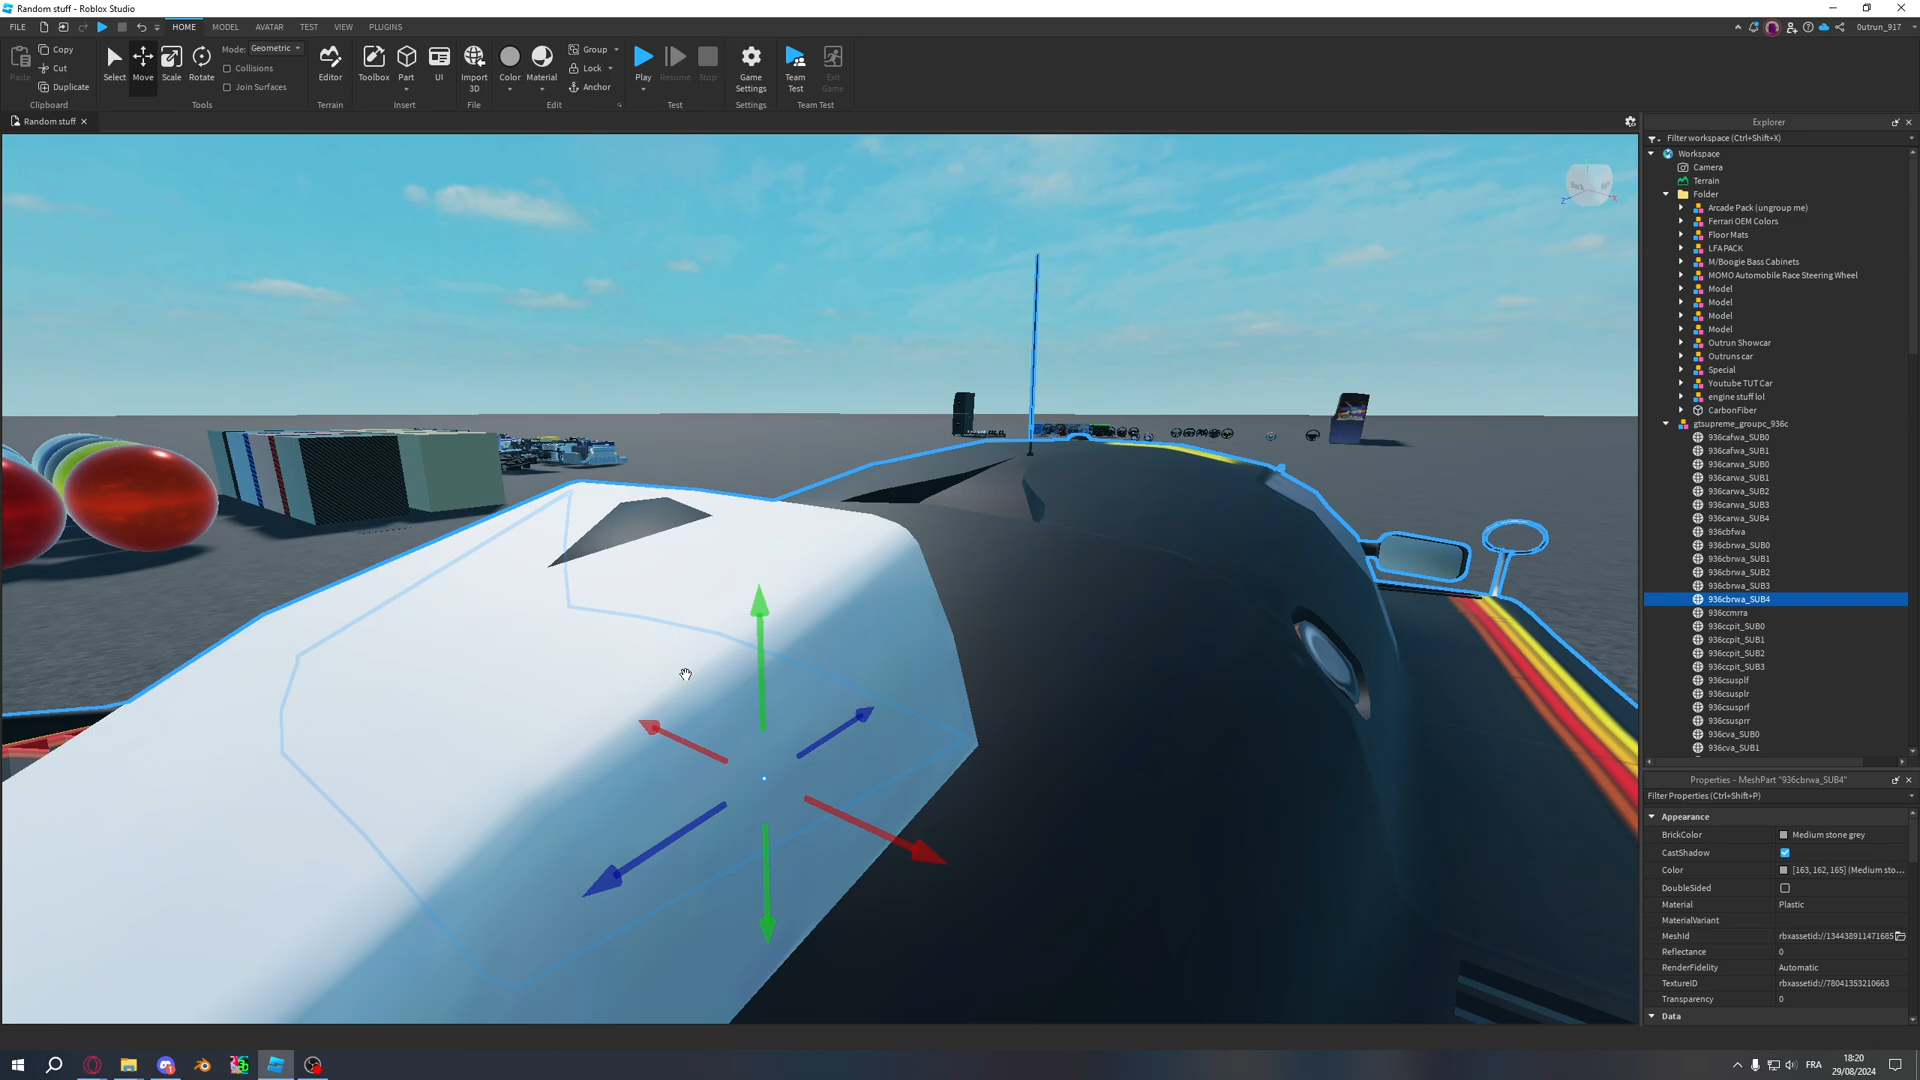 Random stuff - Roblox Studio
FILE HOME MODEL AVATAR TEST VIEW PLUGINS 0utrun_917
Paste Copy Cut Duplicate
Select Move Scale Rotate
Mode: Geometric
Collisions
Join Surfaces
Editor Toolbox Part UI Import 3D Color Material
Group Lock Anchor
Play Resume Stop Game Settings Team Test Exit Game
Clipboard Tools Terrain Insert File Edit Test Settings Team Test
Random stuff
Back
Z X
Explorer
Filter workspace (Ctrl+Shift+X)
Workspace
Camera
Terrain
Folder
Arcade Pack (ungroup me)
Ferrari OEM Colors
Floor Mats
LFA PACK
M/Boogie Bass Cabinets
MOMO Automobile Race Steering Wheel
Model
Model
Model
Model
Outrun Showcar
Outruns car
Special
Youtube TUT Car
engine stuff lol
CarbonFiber
gtsupreme_groupc_936c
936cafwa_SUB0
936cafwa_SUB1
936carwa_SUB0
936carwa_SUB1
936carwa_SUB2
936carwa_SUB3
936carwa_SUB4
936cbfwa
936cbrwa_SUB0
936cbrwa_SUB1
936cbrwa_SUB2
936cbrwa_SUB3
936cbrwa_SUB4
936ccmrra
936ccpit_SUB0
936ccpit_SUB1
936ccpit_SUB2
936ccpit_SUB3
936csusplf
936csusplr
936csusprf
936csusprr
936cva_SUB0
936cva_SUB1
Properties - MeshPart "936cbrwa_SUB4"
Filter Properties (Ctrl+Shift+P)
Appearance
BrickColor Medium stone grey
CastShadow
Color [163, 162, 165] (Medium sto...
DoubleSided
Material Plastic
MaterialVariant
MeshId rbxassetid://134438911471685
Reflectance 0
RenderFidelity Automatic
TextureID rbxassetid://78041353210663
Transparency 0
Data
FRA
18:20
29/08/2024